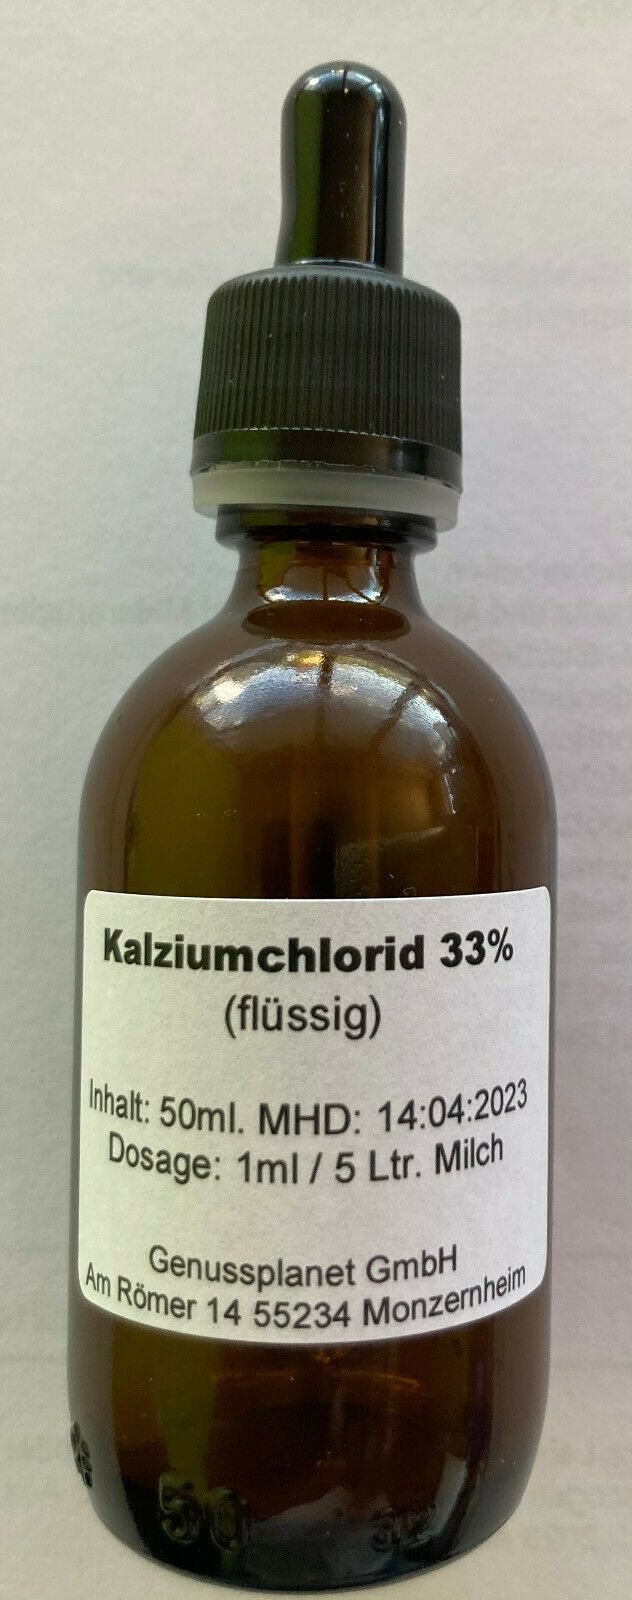 Kalziumchlorid 33%
(flüssig)
Inhalt: 50ml. MHD: 14:04:2023
Dosage: 1ml / 5 Ltr. Milch
Genussplanet GmbH
Am Römer 14 55234 Monzernheim
50